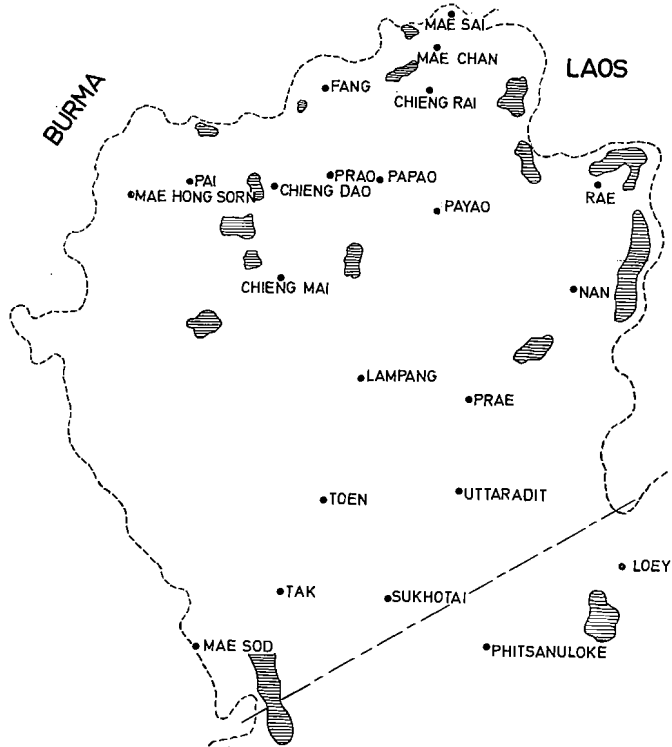 MAE SAI
MAE CHAN
LAOS
BURMA
FANG
CHIENG RAI
PAI
MAE HONG SORN
CHIENG DAO
PRAO
PAPAO
RAE
PAYAO
CHIENG MAI
NAN
LAMPANG
PRAE
TOEN
UTTARADIT
LOEY
TAK
SUKHOTAI
MAE SOD
PHITSANULOKE